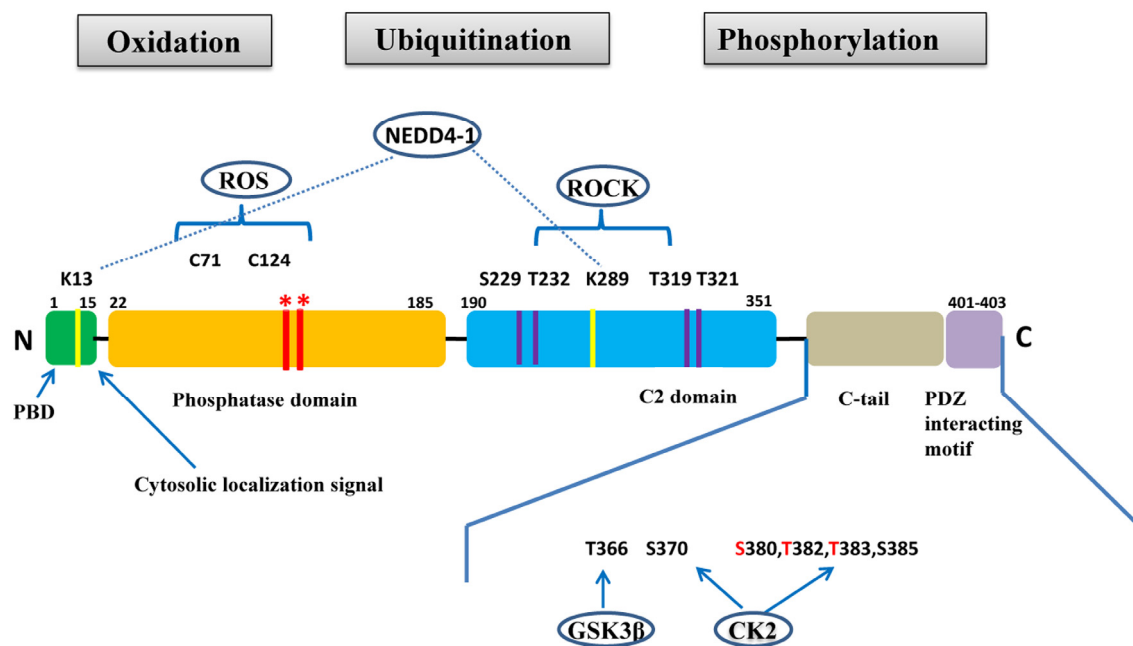 Oxidation Ubiquitination Phosphorylation
NEDD4-1
ROS
ROCK
C71 C124
K13
S229 T232 K289 T319 T321
1 15 22 ** 185 190 351 401-403
N C
PBD
Phosphatase domain
C2 domain
C-tail
PDZ
interacting
motif
Cytosolic localization signal
T366 S370 S380,T382,T383,S385
GSK3β CK2